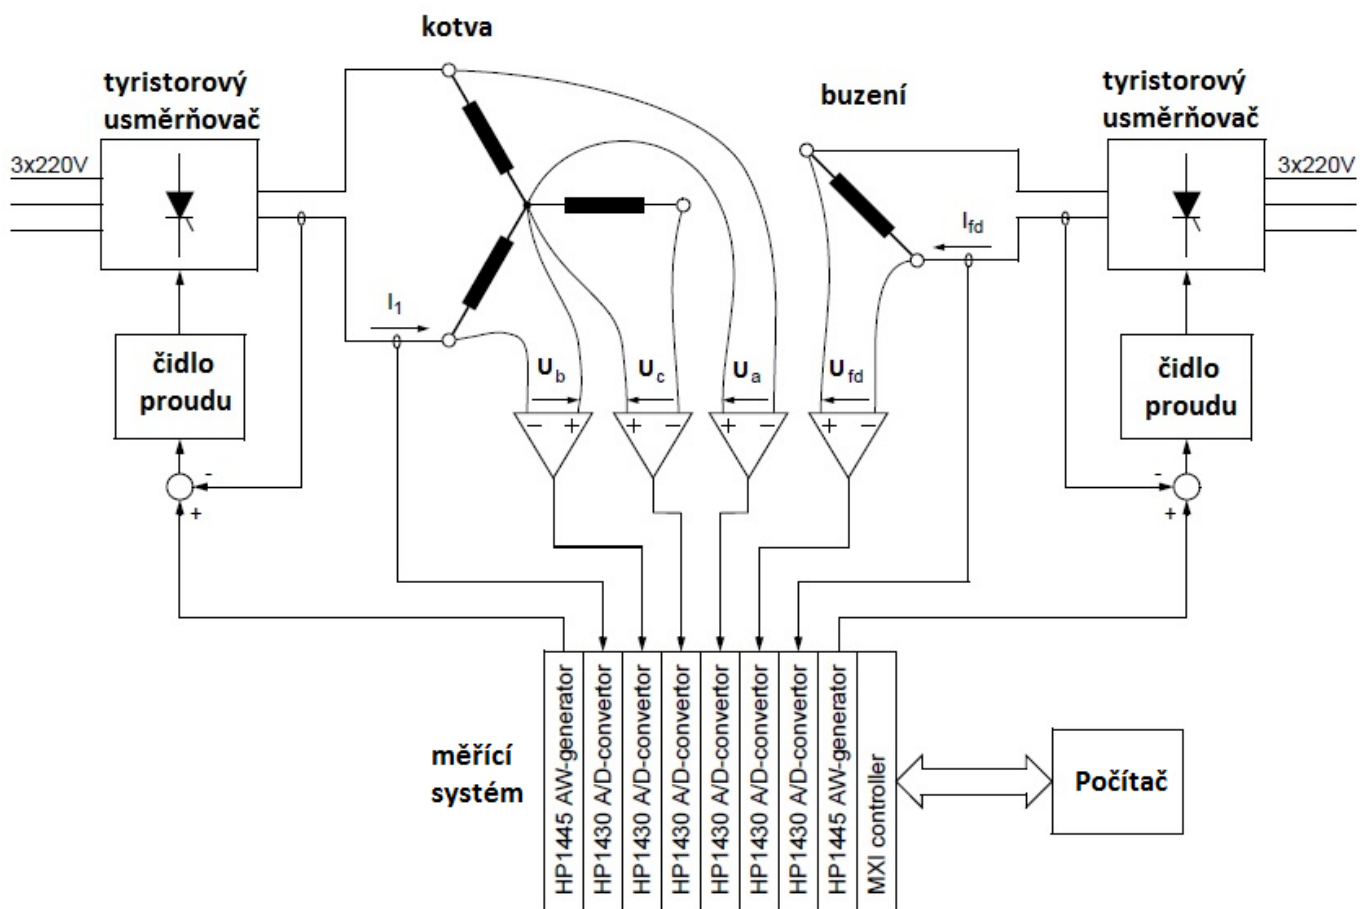 kotva
tyristorový
usměrňovač
buzení
tyristorový
usměrňovač
3x220V
3x220V
I1
Ifd
čidlo
proudu
Ub
Uc
Ua
Ufd
čidlo
proudu
- + + - + - + -
-
+
-
+
měřící
systém
HP1445 AW-generator
HP1430 A/D-convertor
HP1430 A/D-convertor
HP1430 A/D-convertor
HP1430 A/D-convertor
HP1430 A/D-convertor
HP1430 A/D-convertor
HP1445 AW-generator
MXI controller
Počítač